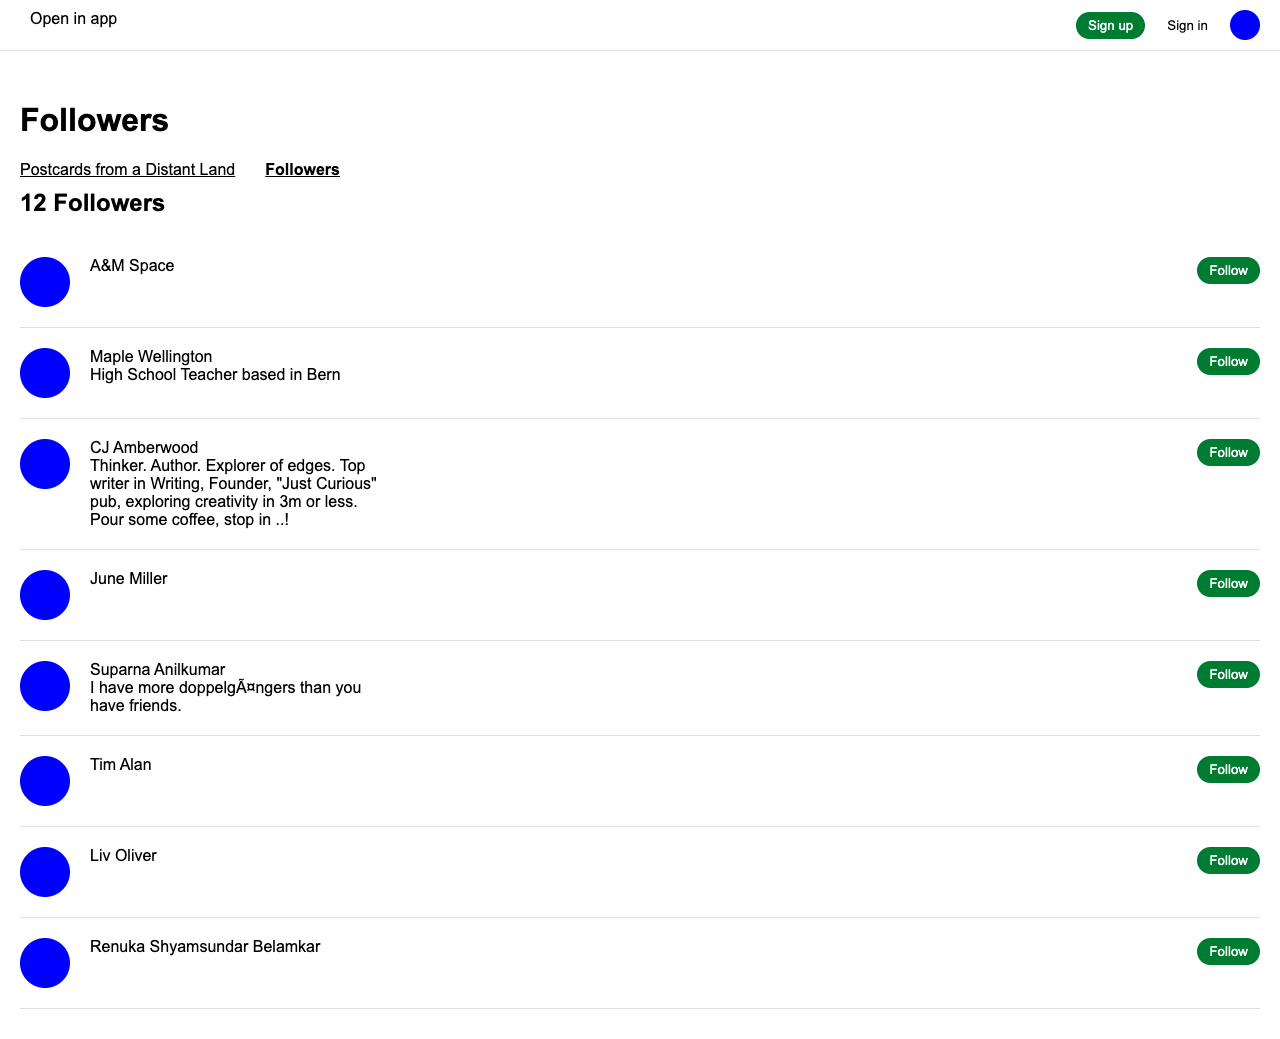 Open in app
Sign up
Sign in
Followers
Postcards from a Distant Land
Followers
12 Followers
A&M Space
Follow
Maple Wellington
High School Teacher based in Bern
Follow
CJ Amberwood
Thinker. Author. Explorer of edges. Top
writer in Writing, Founder, "Just Curious"
pub, exploring creativity in 3m or less.
Pour some coffee, stop in ..!
Follow
June Miller
Follow
Suparna Anilkumar
I have more doppelgÃ¤ngers than you
have friends.
Follow
Tim Alan
Follow
Liv Oliver
Follow
Renuka Shyamsundar Belamkar
Follow